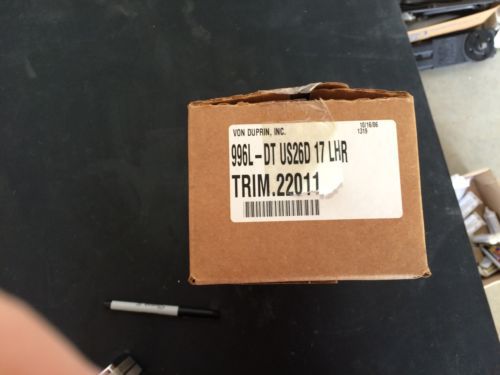 VON DUPRIN, INC.
10/16/06
1319
996L-DT US26D 17 LHR
TRIM.22011